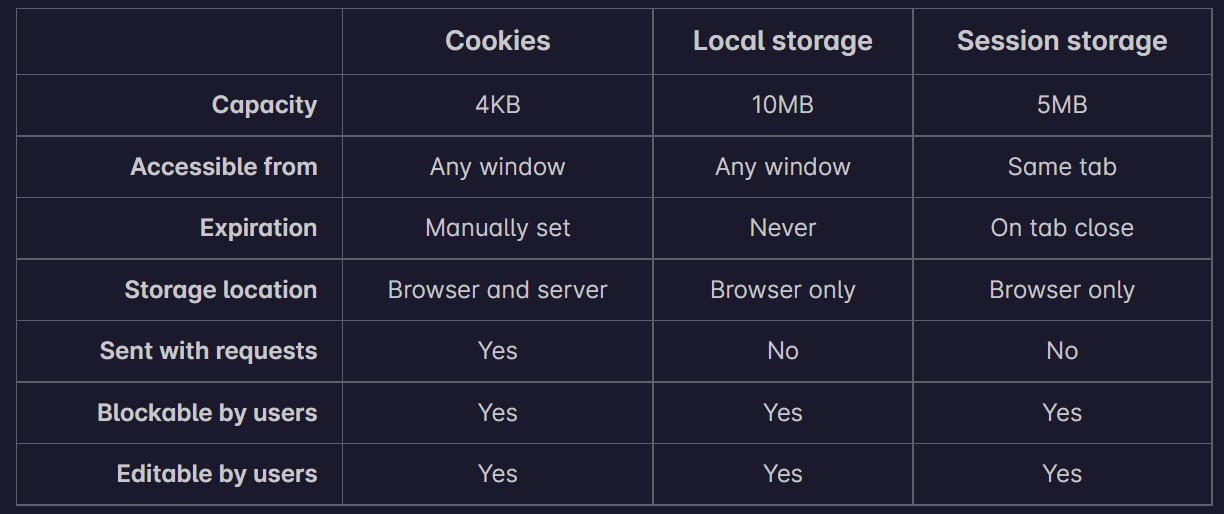 Cookies Local storage Session storage
Capacity 4KB 10MB 5MB
Accessible from Any window Any window Same tab
Expiration Manually set Never On tab close
Storage location Browser and server Browser only Browser only
Sent with requests Yes No No
Blockable by users Yes Yes Yes
Editable by users Yes Yes Yes